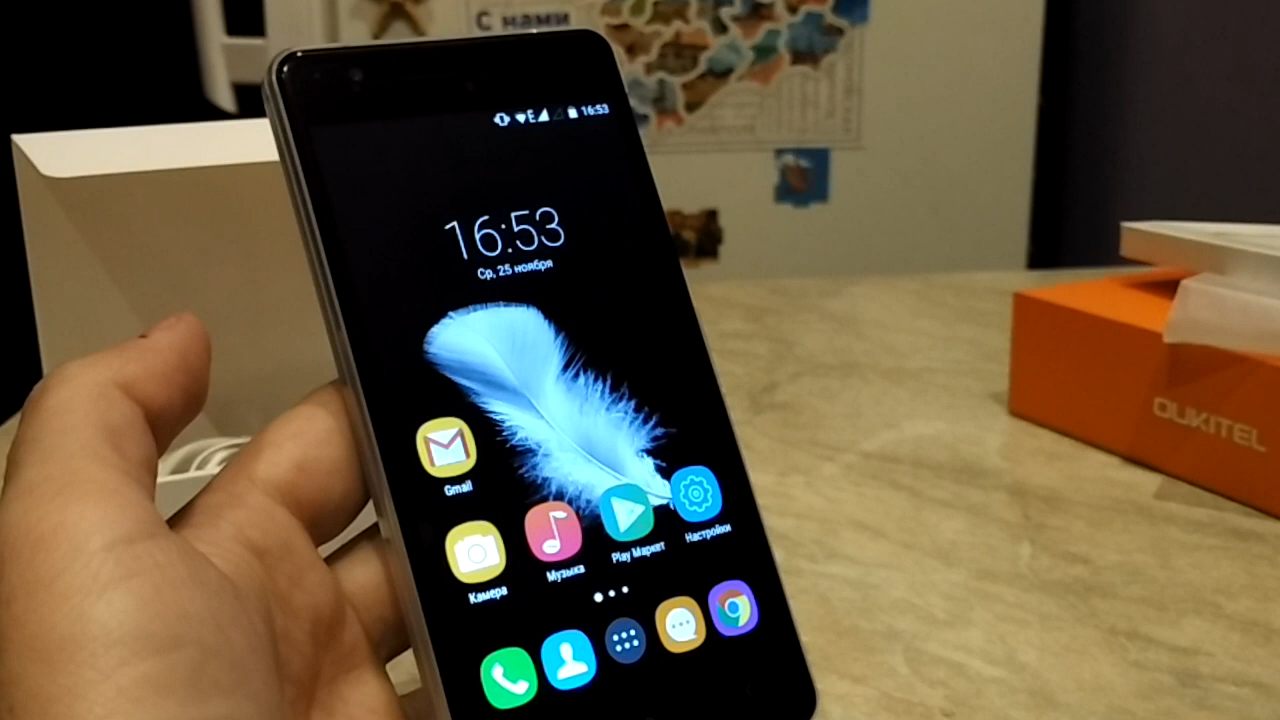 С нами
E 16:53
16:53
Ср, 25 ноября
Gmail
Камера
Музыка
Play Маркет
Настройки
OUKITEL